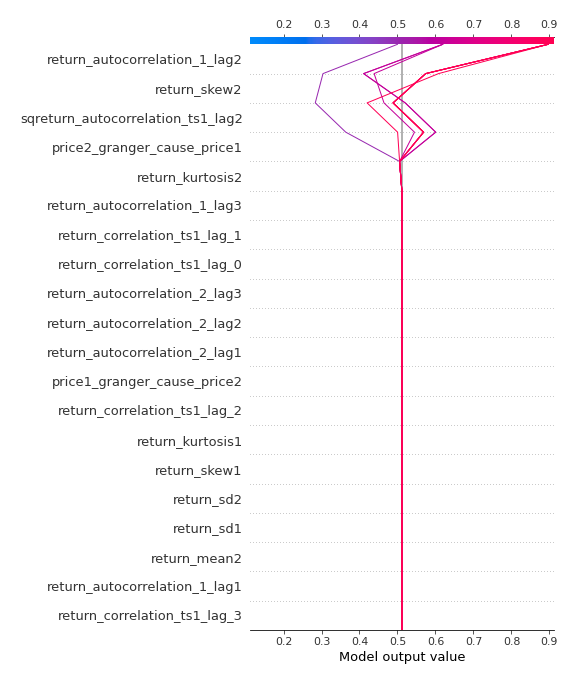 0.2 0.3 0.4 0.5 0.6 0.7 0.8 0.9
return_autocorrelation_1_lag2
return_skew2
sqreturn_autocorrelation_ts1_lag2
price2_granger_cause_price1
return_kurtosis2
return_autocorrelation_1_lag3
return_correlation_ts1_lag_1
return_correlation_ts1_lag_0
return_autocorrelation_2_lag3
return_autocorrelation_2_lag2
return_autocorrelation_2_lag1
price1_granger_cause_price2
return_correlation_ts1_lag_2
return_kurtosis1
return_skew1
return_sd2
return_sd1
return_mean2
return_autocorrelation_1_lag1
return_correlation_ts1_lag_3
0.2 0.3 0.4 0.5 0.6 0.7 0.8 0.9
Model output value